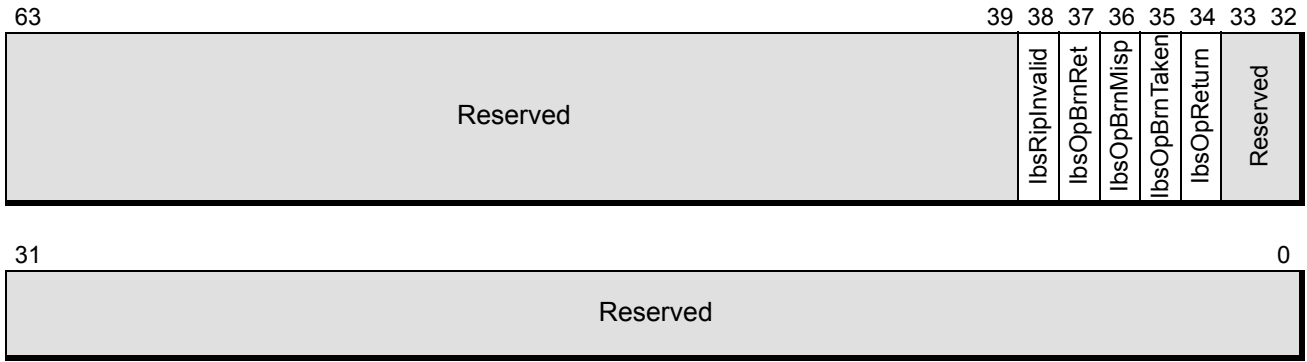 63 39 38 37 36 35 34 33 32
Reserved
IbsRipInvalid
IbsOpBrnRet
IbsOpBrnMisp
IbsOpBrnTaken
IbsOpReturn
Reserved
31 0
Reserved